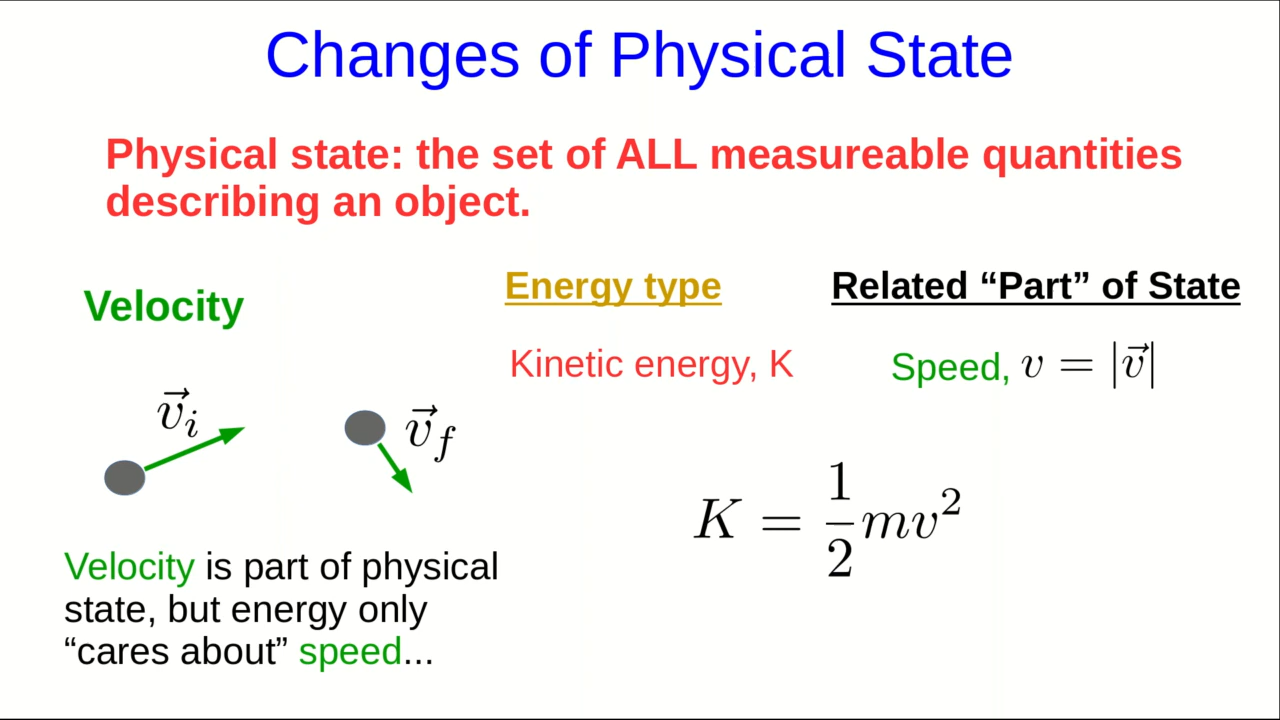 Changes of Physical State
Physical state: the set of ALL measureable quantities
describing an object.
Velocity
Energy type
Related “Part” of State
Kinetic energy, K
Speed, v = |v⃗|
v⃗ᵢ
v⃗_f
K = 1/2 mv²
Velocity is part of physical
state, but energy only
“cares about” speed...